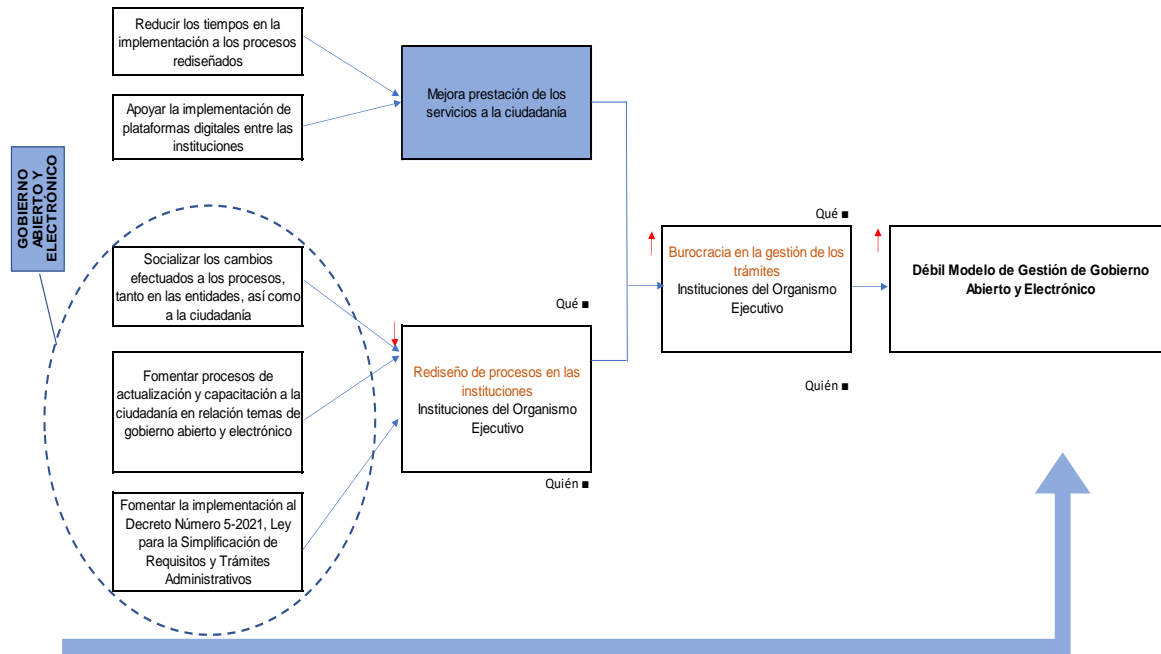 Reducir los tiempos en la
implementación a los procesos
rediseñados
Mejora prestación de los
servicios a la ciudadanía
Apoyar la implementación de
plataformas digitales entre las
instituciones
GOBIERNO
ABIERTO Y
ELECTRÓNICO
Socializar los cambios
efectuados a los procesos,
tanto en las entidades, así como
a la ciudadanía
Qué ■
Burocracia en la gestión de los
trámites
Instituciones del Organismo
Ejecutivo
Quién ■
Débil Modelo de Gestión de Gobierno
Abierto y Electrónico
Qué ■
Rediseño de procesos en las
instituciones
Instituciones del Organismo
Ejecutivo
Quién ■
Fomentar procesos de
actualización y capacitación a la
ciudadanía en relación temas de
gobierno abierto y electrónico
Fomentar la implementación al
Decreto Número 5-2021, Ley
para la Simplificación de
Requisitos y Trámites
Administrativos